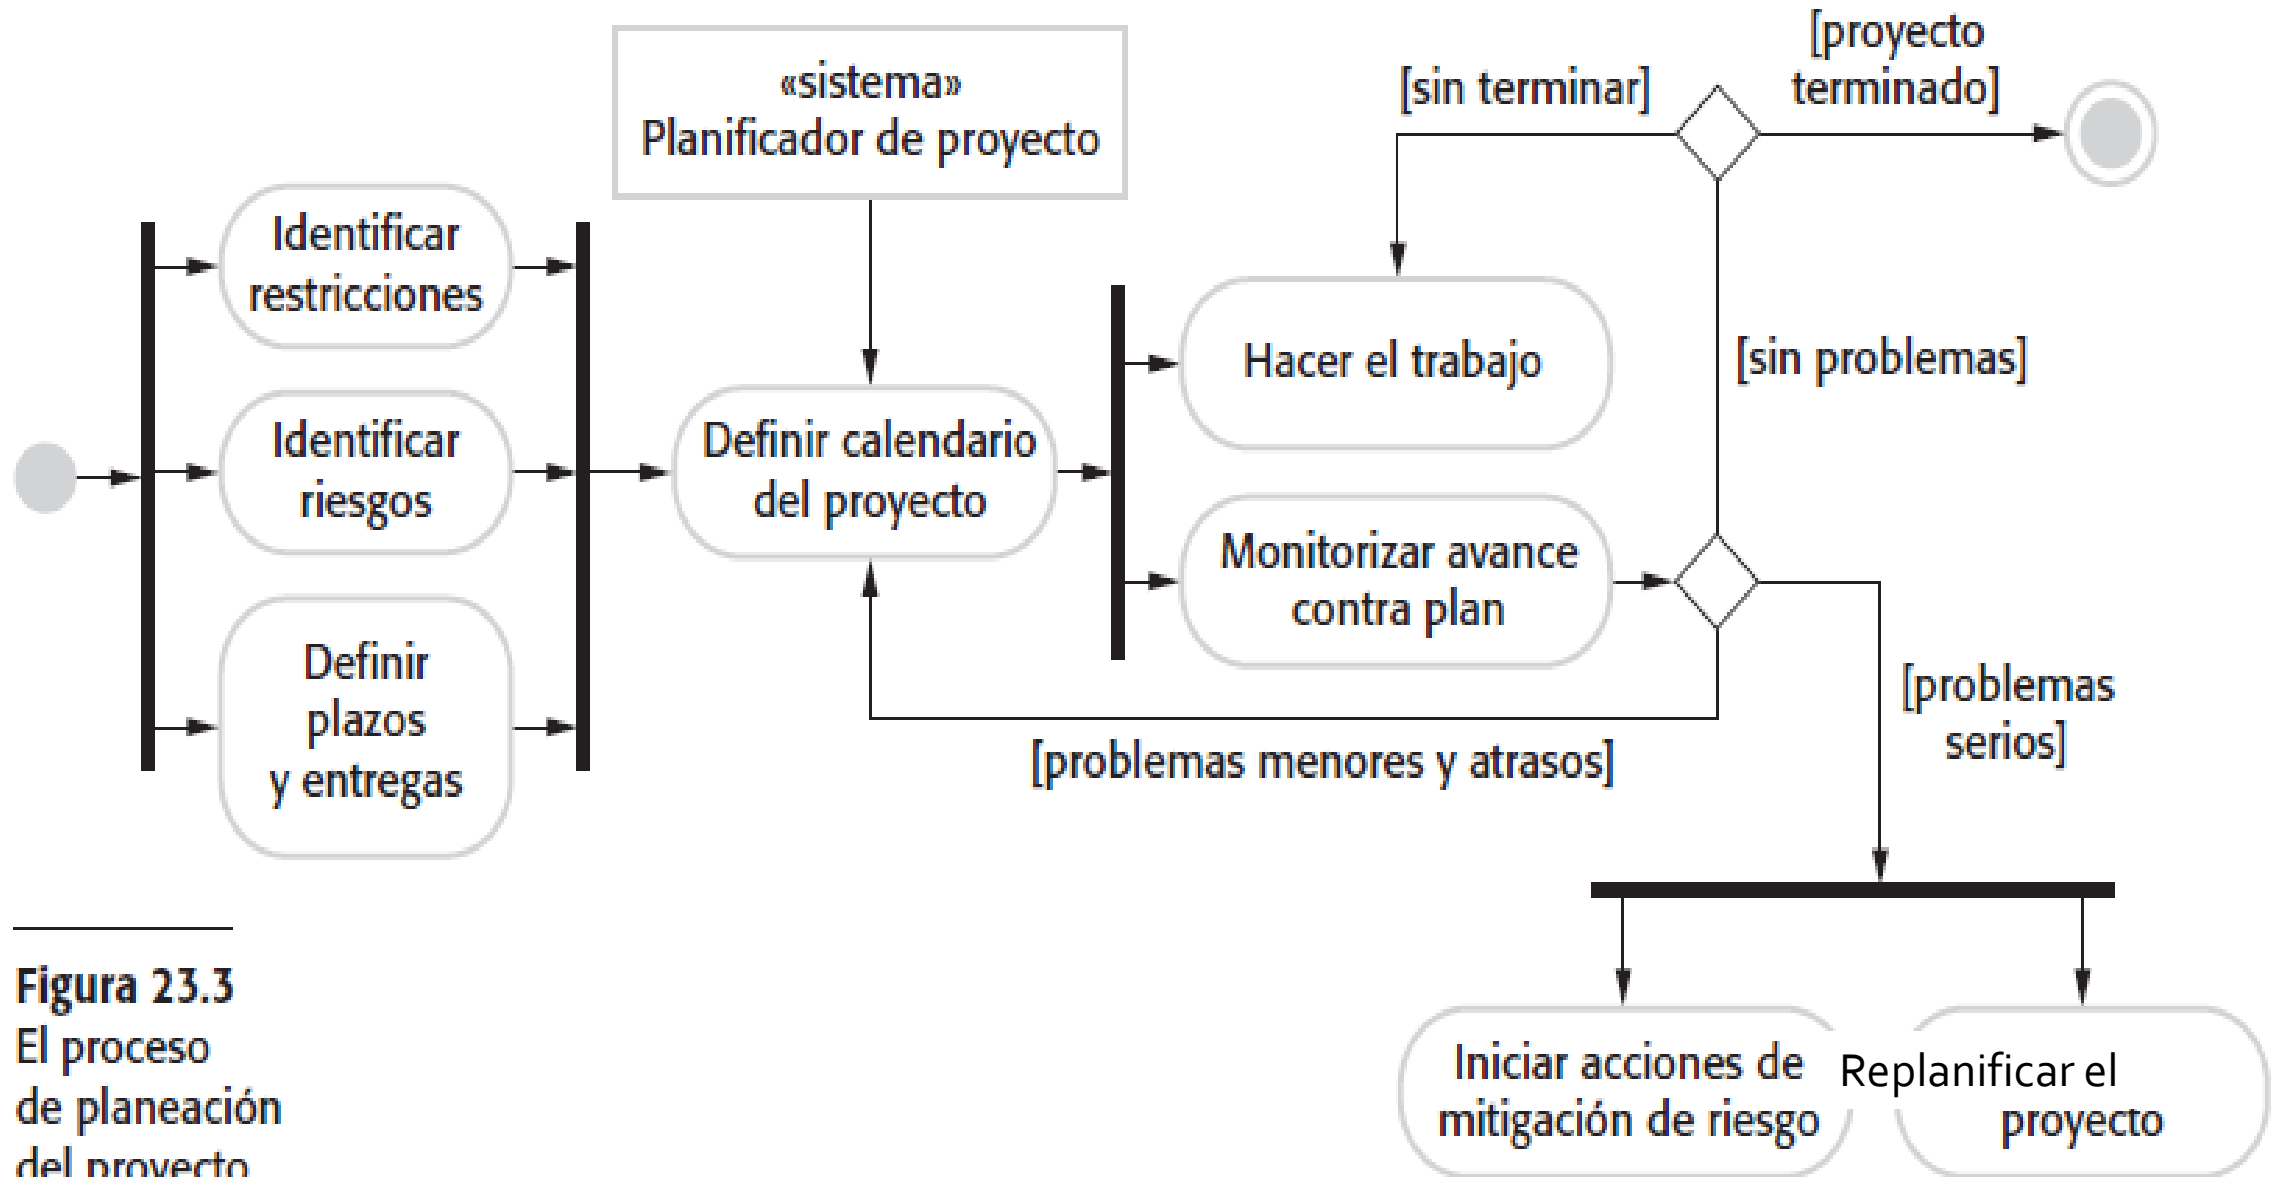 «sistema»
Planificador de proyecto
[sin terminar]
[proyecto
terminado]
Identificar
restricciones
Identificar
riesgos
Definir
plazos
y entregas
Definir calendario
del proyecto
Hacer el trabajo
Monitorizar avance
contra plan
[sin problemas]
[problemas menores y atrasos]
[problemas
serios]
Iniciar acciones de
mitigación de riesgo
Replanificar el
proyecto
Figura 23.3
El proceso
de planeación
del proyecto